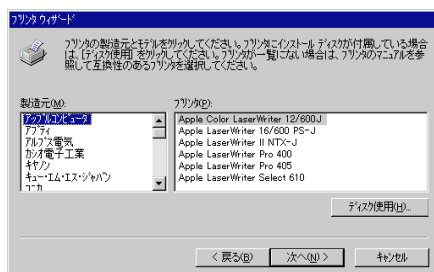 プリンタ ウィザード
プリンタの製造元とモデルをクリックしてください。プリンタにインストール ディスクが付属している場合
は、[ディスク使用] をクリックしてください。プリンタが一覧にない場合は、プリンタのマニュアルを参
照して互換性のあるプリンタを選択してください。
製造元(M):
アップルコンピュータ
アプティ
アルプス電気
カシオ電子工業
キヤノン
キュー・エム・エス・ジャパン
コニカ
プリンタ(P):
Apple Color LaserWriter 12/600J
Apple LaserWriter 16/600 PS-J
Apple LaserWriter II NTX-J
Apple LaserWriter Pro 400
Apple LaserWriter Pro 405
Apple LaserWriter Select 610
ディスク使用(H)...
< 戻る(B)
次へ(N) >
キャンセル